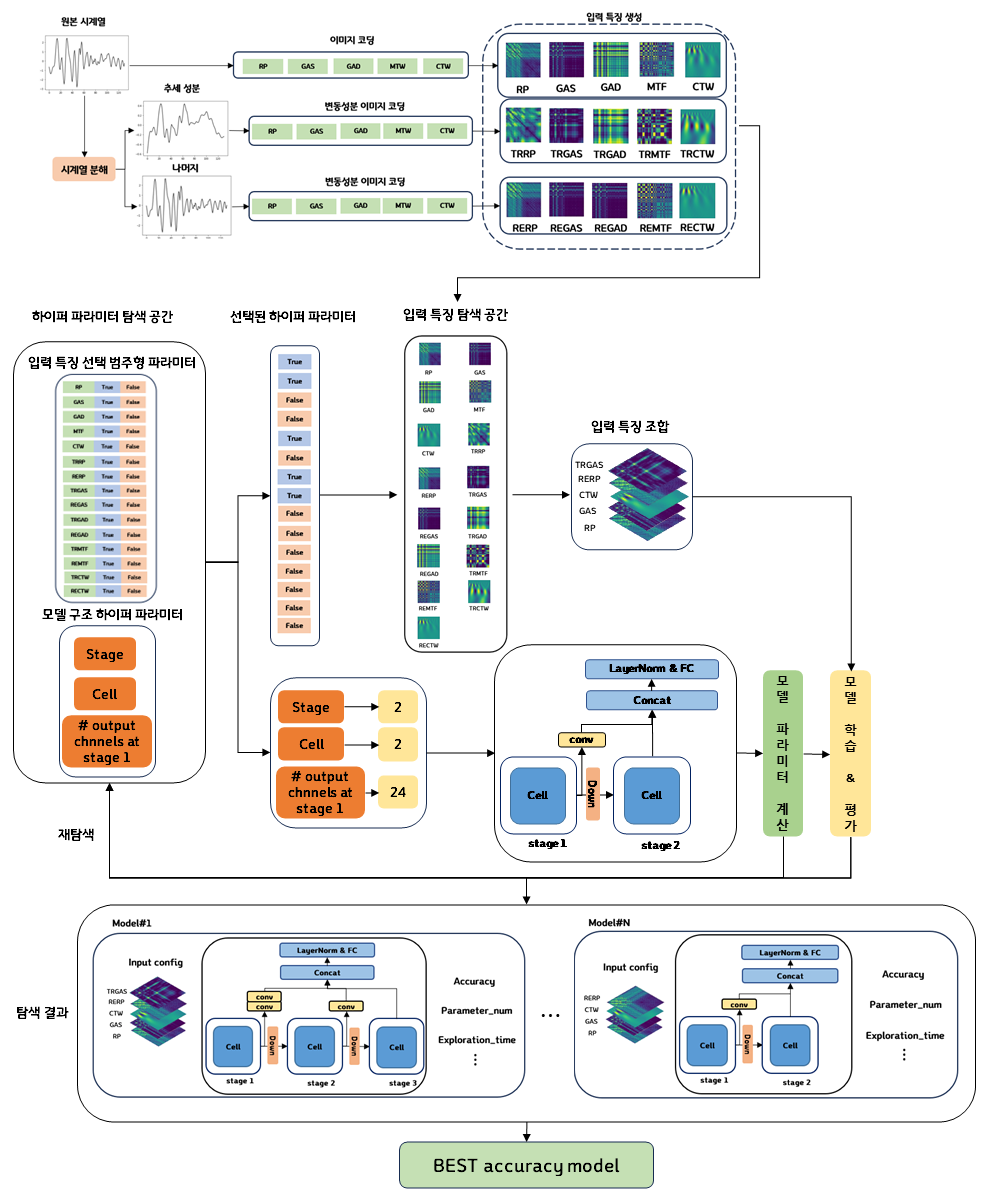 원본 시계열
이미지 코딩
입력 특징 생성
RP GAS GAD MTW CTW
RP GAS GAD MTF CTW
추세 성분
변동성분 이미지 코딩
RP GAS GAD MTW CTW
TRRP TRGAS TRGAD TRMTF TRCTW
시계열 분해
나머지
변동성분 이미지 코딩
RP GAS GAD MTW CTW
RERP REGAS REGAD REMTF RECTW
하이퍼 파라미터 탐색 공간
선택된 하이퍼 파라미터
입력 특징 탐색 공간
입력 특징 선택 범주형 파라미터
RP True False
GAS True False
GAD True False
MTF True False
CTW True False
TRRP True False
RERP True False
TRGAS True False
REGAS True False
TRGAD True False
REGAD True False
TRMTF True False
REMTF True False
TRCTW True False
RECTW True False
True
True
False
False
True
False
True
True
False
False
False
False
False
False
False
RP GAS
GAD MTF
CTW TRRP
RERP TRGAS
REGAS TRGAD
REGAD TRMTF
REMTF TRCTW
RECTW
입력 특징 조합
TRGAS
RERP
CTW
GAS
RP
모델 구조 하이퍼 파라미터
Stage
Cell
# output
chnnels at
stage 1
Stage 2
Cell 2
# output
chnnels at
stage 1
24
LayerNorm & FC
Concat
conv
Cell
Down
Cell
stage 1
stage 2
모델 파라미터 계산
모델 학습 & 평가
재탐색
탐색 결과
Model#1
Input config
TRGAS
RERP
CTW
GAS
RP
LayerNorm & FC
Concat
conv
conv
conv
Cell
Down
Cell
Down
Cell
stage 1
stage 2
stage 3
Accuracy
Parameter_num
Exploration_time
⋮
...
Model#N
Input config
RERP
CTW
GAS
RP
LayerNorm & FC
Concat
conv
Cell
Down
Cell
stage 1
stage 2
Accuracy
Parameter_num
Exploration_time
⋮
BEST accuracy model